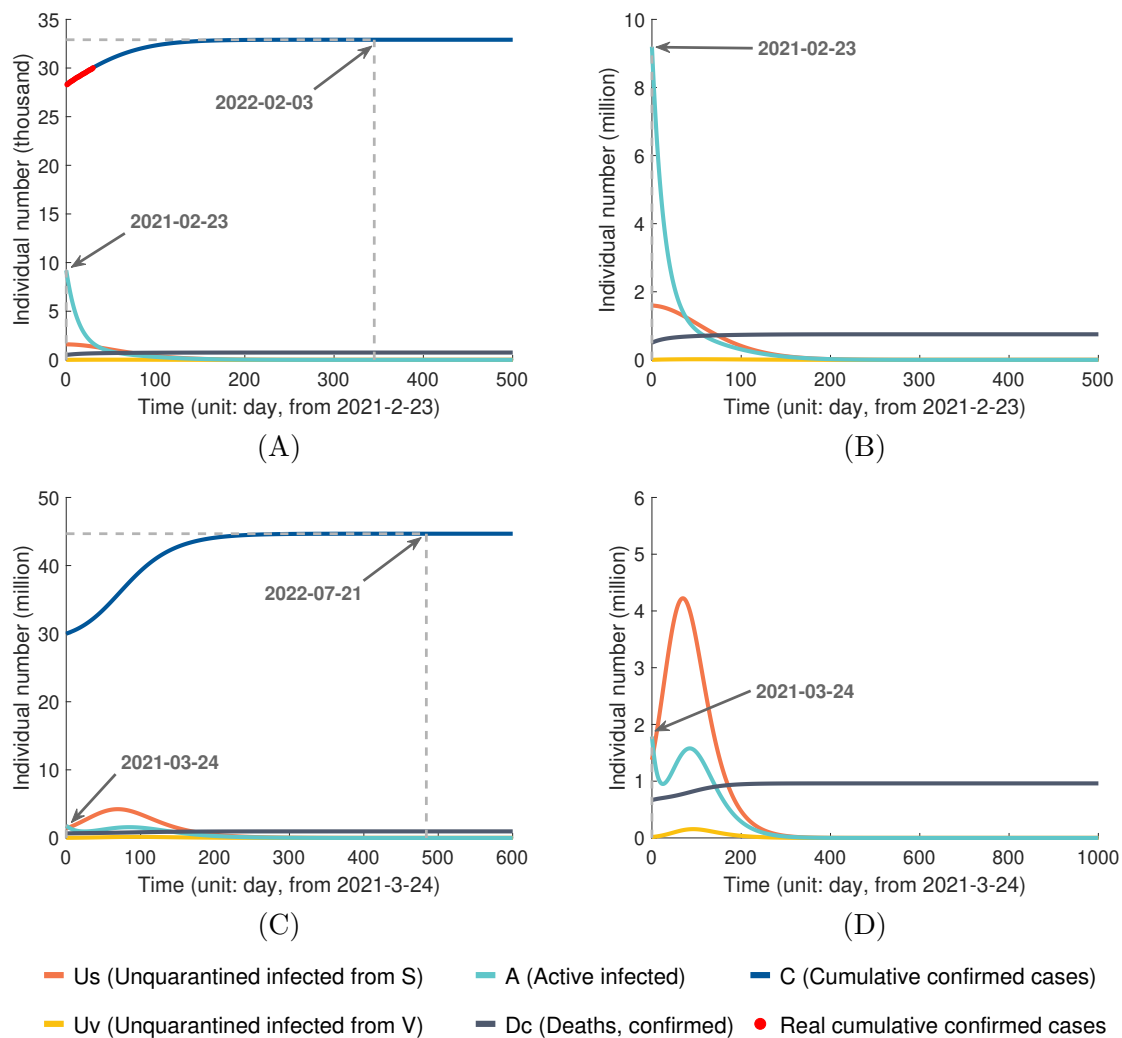 35
30
25
20
15
10
5
0
Individual number (thousand)
2022-02-03
2021-02-23
0 100 200 300 400 500
Time (unit: day, from 2021-2-23)
(A)
10
8
6
4
2
0
Individual number (million)
2021-02-23
0 100 200 300 400 500
Time (unit: day, from 2021-2-23)
(B)
50
40
30
20
10
0
Individual number (million)
2022-07-21
2021-03-24
0 100 200 300 400 500 600
Time (unit: day, from 2021-3-24)
(C)
6
5
4
3
2
1
0
Individual number (million)
2021-03-24
0 200 400 600 800 1000
Time (unit: day, from 2021-3-24)
(D)
Us (Unquarantined infected from S) A (Active infected) C (Cumulative confirmed cases)
Uv (Unquarantined infected from V) Dc (Deaths, confirmed) Real cumulative confirmed cases